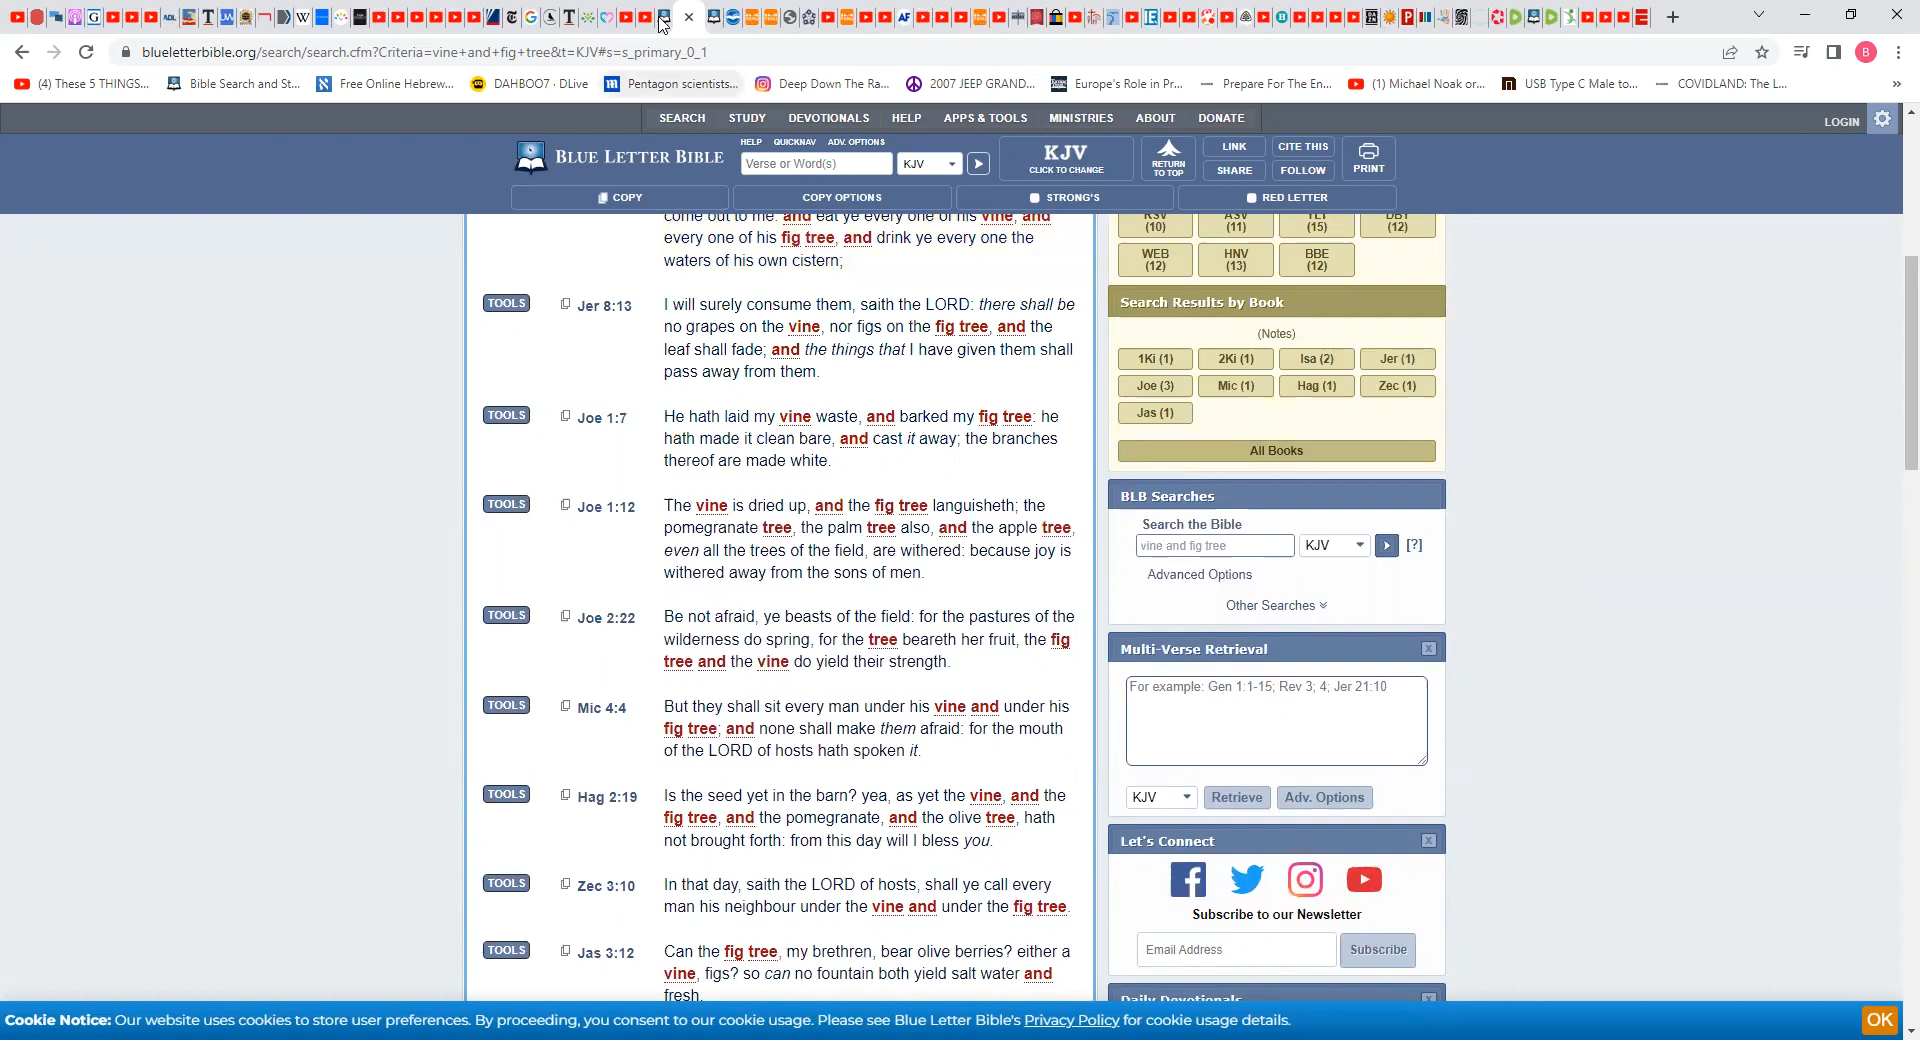 blueletterbible.org/search/search.cfm?Criteria=vine+and+fig+tree&t=KJV#s=s_primary_0_1
(4) These 5 THINGS... Bible Search and St... Free Online Hebrew... DAHBOO7 · DLive Pentagon scientists... Deep Down The Ra... 2007 JEEP GRAND... Europe's Role in Pr... Prepare For The En... (1) Michael Noak or... USB Type C Male to... COVIDLAND: The L... »
SEARCH STUDY DEVOTIONALS HELP APPS & TOOLS MINISTRIES ABOUT DONATE LOGIN
BLUE LETTER BIBLE
HELP QUICKNAV ADV. OPTIONS
Verse or Word(s) KJV
KJV
CLICK TO CHANGE
RETURN
TO TOP
LINK CITE THIS
SHARE FOLLOW
PRINT
COPY COPY OPTIONS STRONG'S RED LETTER
come out to me: and eat ye every one of his vine, and
every one of his fig tree, and drink ye every one the
waters of his own cistern;
TOOLS Jer 8:13 I will surely consume them, saith the LORD: there shall be
no grapes on the vine, nor figs on the fig tree, and the
leaf shall fade; and the things that I have given them shall
pass away from them.
TOOLS Joe 1:7 He hath laid my vine waste, and barked my fig tree: he
hath made it clean bare, and cast it away; the branches
thereof are made white.
TOOLS Joe 1:12 The vine is dried up, and the fig tree languisheth; the
pomegranate tree, the palm tree also, and the apple tree,
even all the trees of the field, are withered: because joy is
withered away from the sons of men.
TOOLS Joe 2:22 Be not afraid, ye beasts of the field: for the pastures of the
wilderness do spring, for the tree beareth her fruit, the fig
tree and the vine do yield their strength.
TOOLS Mic 4:4 But they shall sit every man under his vine and under his
fig tree; and none shall make them afraid: for the mouth
of the LORD of hosts hath spoken it.
TOOLS Hag 2:19 Is the seed yet in the barn? yea, as yet the vine, and the
fig tree, and the pomegranate, and the olive tree, hath
not brought forth: from this day will I bless you.
TOOLS Zec 3:10 In that day, saith the LORD of hosts, shall ye call every
man his neighbour under the vine and under the fig tree.
TOOLS Jas 3:12 Can the fig tree, my brethren, bear olive berries? either a
vine, figs? so can no fountain both yield salt water and
fresh.
RSV ASV YLT DBY
(10) (11) (15) (12)
WEB HNV BBE
(12) (13) (12)
Search Results by Book
(Notes)
1Ki (1) 2Ki (1) Isa (2) Jer (1)
Joe (3) Mic (1) Hag (1) Zec (1)
Jas (1)
All Books
BLB Searches
Search the Bible
vine and fig tree KJV [?]
Advanced Options
Other Searches
Multi-Verse Retrieval
For example: Gen 1:1-15; Rev 3; 4; Jer 21:10
KJV Retrieve Adv. Options
Let's Connect
Subscribe to our Newsletter
Email Address Subscribe
Daily Devotionals
Cookie Notice: Our website uses cookies to store user preferences. By proceeding, you consent to our cookie usage. Please see Blue Letter Bible's Privacy Policy for cookie usage details. OK